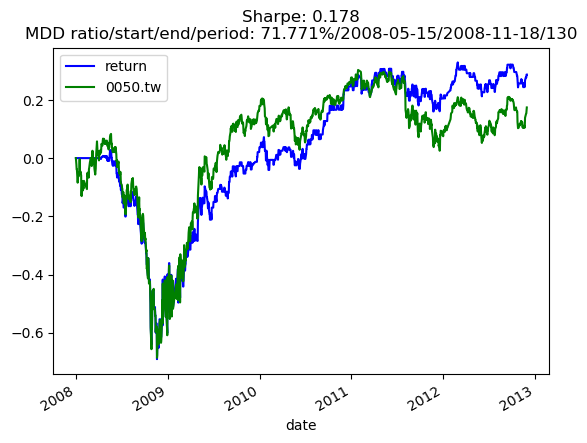 Sharpe: 0.178
MDD ratio/start/end/period: 71.771%/2008-05-15/2008-11-18/130
return
0050.tw
0.2
0.0
−0.2
−0.4
−0.6
2008
2009
2010
2011
2012
2013
date